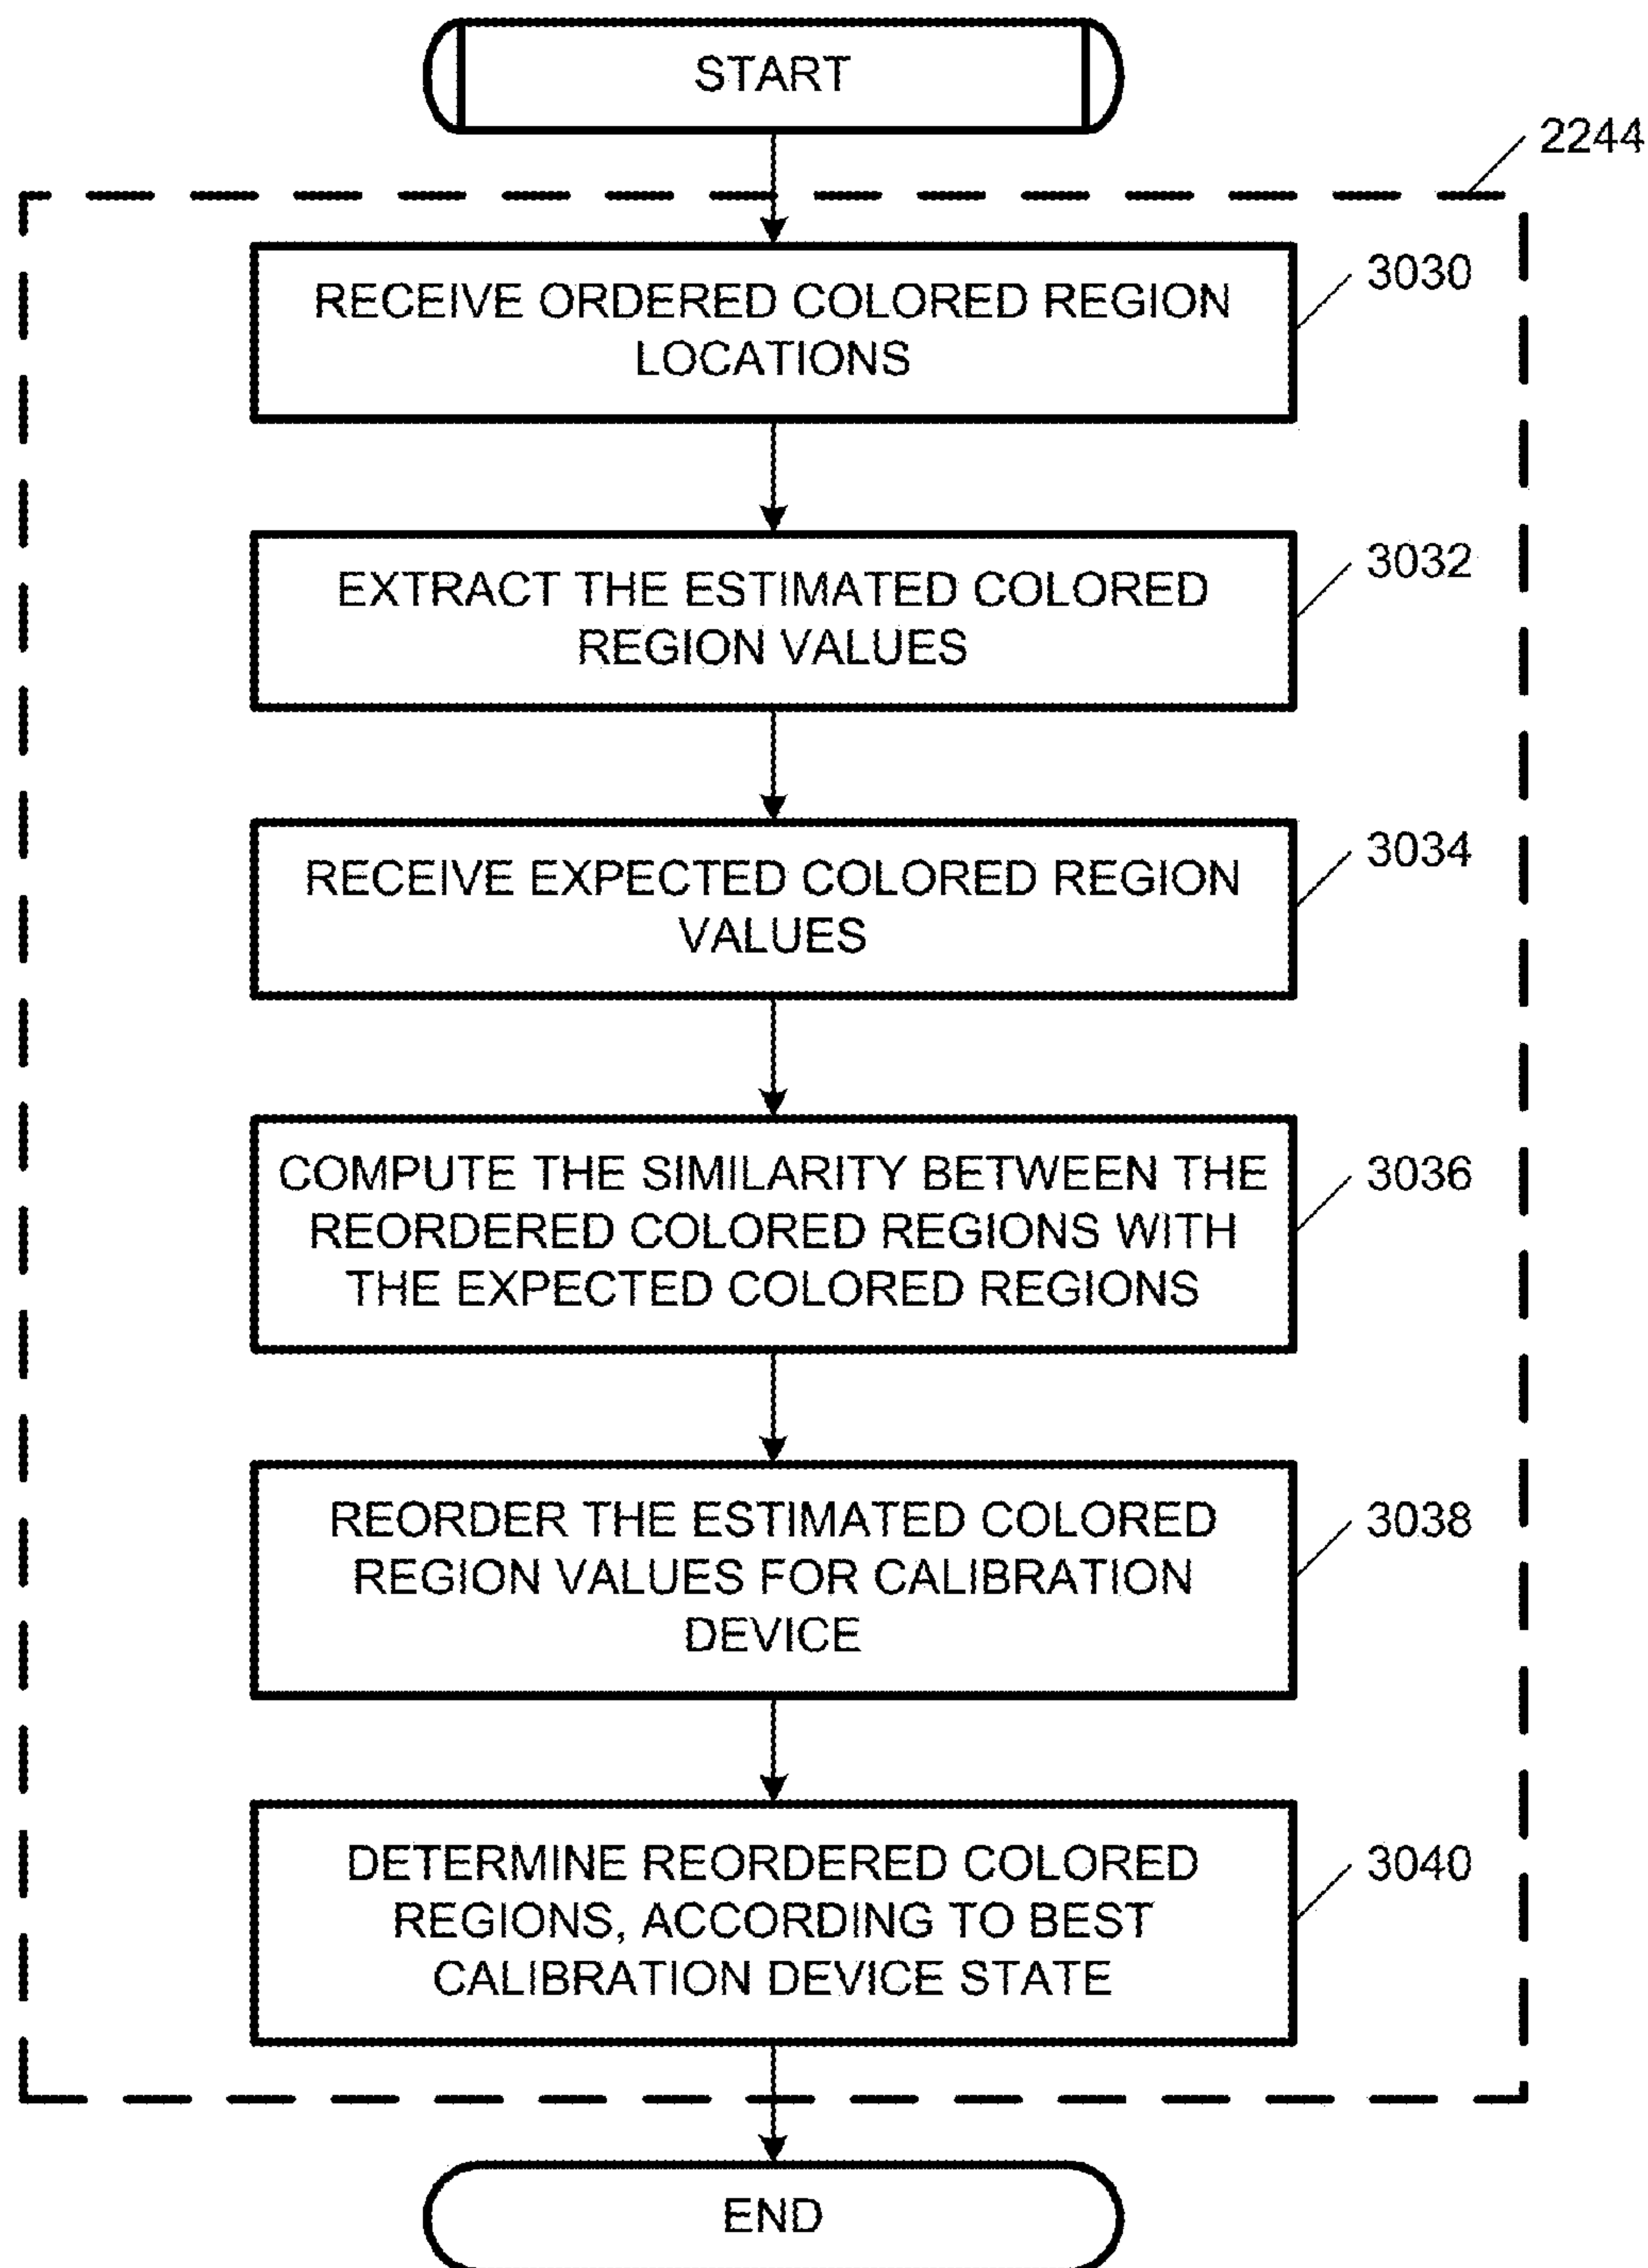 START
2244
RECEIVE ORDERED COLORED REGION
LOCATIONS
3030
EXTRACT THE ESTIMATED COLORED
REGION VALUES
3032
RECEIVE EXPECTED COLORED REGION
VALUES
3034
COMPUTE THE SIMILARITY BETWEEN THE
REORDERED COLORED REGIONS WITH
THE EXPECTED COLORED REGIONS
3036
REORDER THE ESTIMATED COLORED
REGION VALUES FOR CALIBRATION
DEVICE
3038
DETERMINE REORDERED COLORED
REGIONS, ACCORDING TO BEST
CALIBRATION DEVICE STATE
3040
END